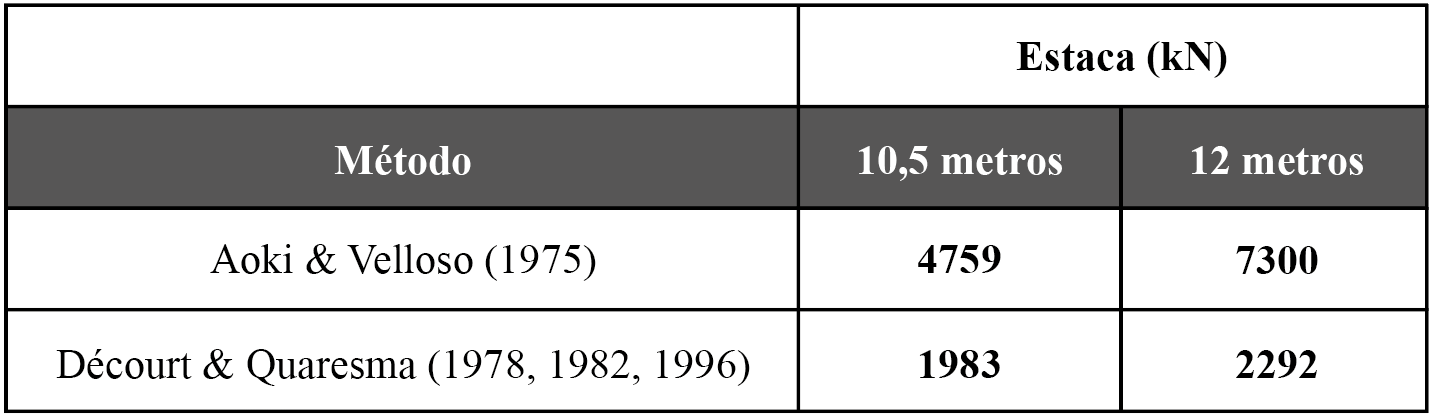 Estaca (kN)
Método 10,5 metros 12 metros
Aoki & Velloso (1975) 4759 7300
Décourt & Quaresma (1978, 1982, 1996) 1983 2292